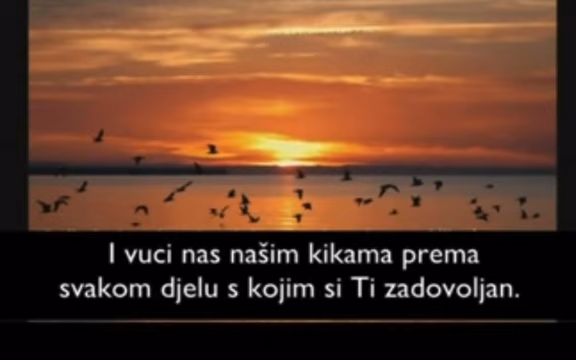 I vuci nas našim kikama prema
svakom djelu s kojim si Ti zadovoljan.